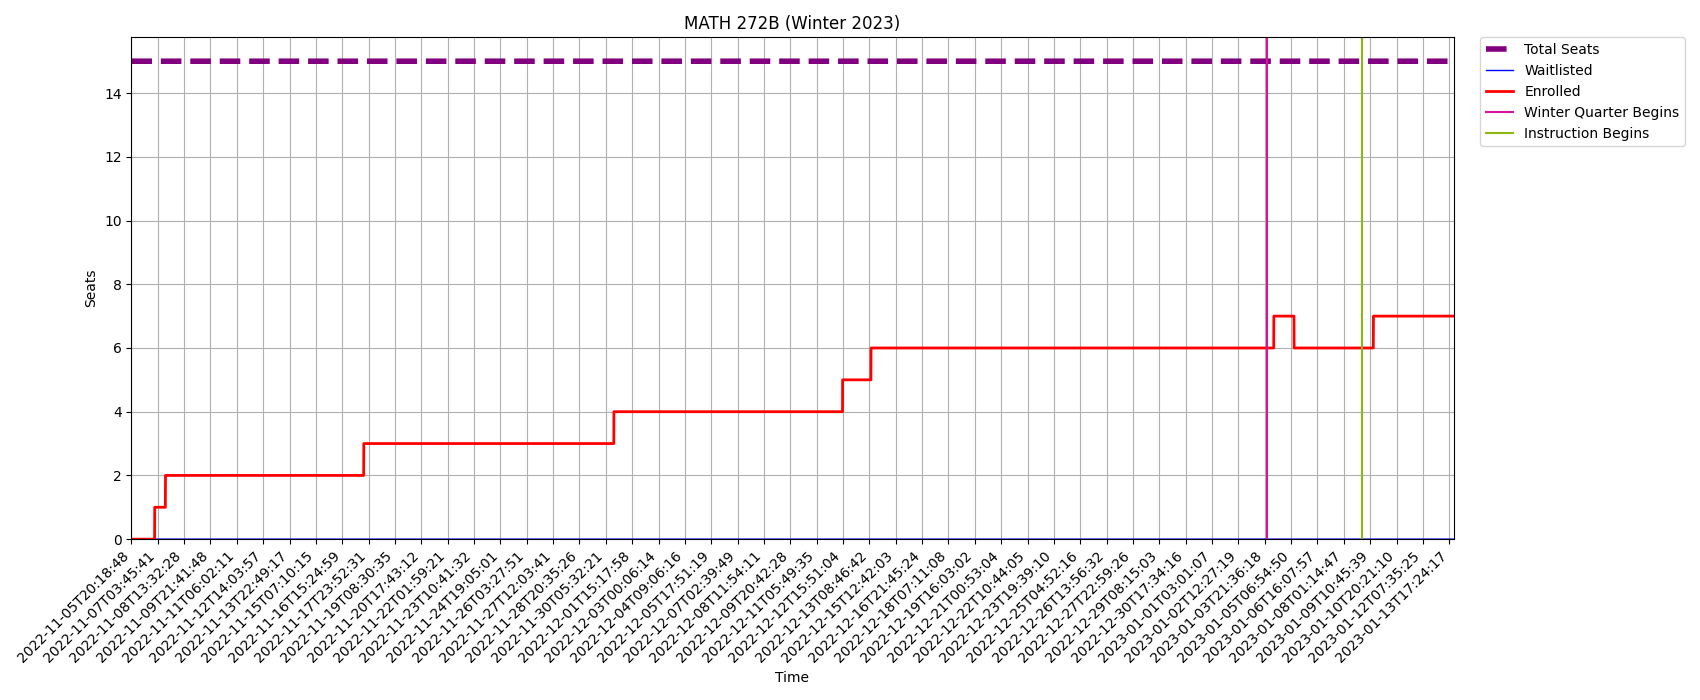 MATH 272B (Winter 2023)
Total Seats
Waitlisted
Enrolled
Winter Quarter Begins
Instruction Begins
Seats
14
12
10
8
6
4
2
0
2022-11-05T20:18:48
2022-11-07T03:45:41
2022-11-08T13:32:28
2022-11-09T21:41:48
2022-11-11T06:02:11
2022-11-12T14:03:57
2022-11-13T22:49:17
2022-11-15T07:10:15
2022-11-16T15:24:59
2022-11-17T23:52:31
2022-11-19T08:30:35
2022-11-20T17:43:12
2022-11-22T01:59:21
2022-11-23T10:41:32
2022-11-24T19:05:01
2022-11-26T03:27:51
2022-11-27T12:03:41
2022-11-28T20:35:26
2022-11-30T05:32:21
2022-12-01T15:17:58
2022-12-03T00:06:14
2022-12-04T09:06:16
2022-12-05T17:51:19
2022-12-07T02:39:49
2022-12-08T11:54:11
2022-12-09T20:42:28
2022-12-11T05:49:35
2022-12-12T15:51:04
2022-12-13T08:46:42
2022-12-15T12:42:03
2022-12-16T21:45:24
2022-12-18T07:11:08
2022-12-19T16:03:02
2022-12-21T00:53:04
2022-12-22T10:44:05
2022-12-23T19:39:10
2022-12-25T04:52:16
2022-12-26T13:56:32
2022-12-27T22:59:26
2022-12-29T08:15:03
2022-12-30T17:34:16
2023-01-01T03:01:07
2023-01-02T12:27:19
2023-01-03T21:36:18
2023-01-05T06:54:50
2023-01-06T16:07:57
2023-01-08T01:14:47
2023-01-09T10:45:39
2023-01-10T20:21:10
2023-01-12T07:35:25
2023-01-13T17:24:17
Time